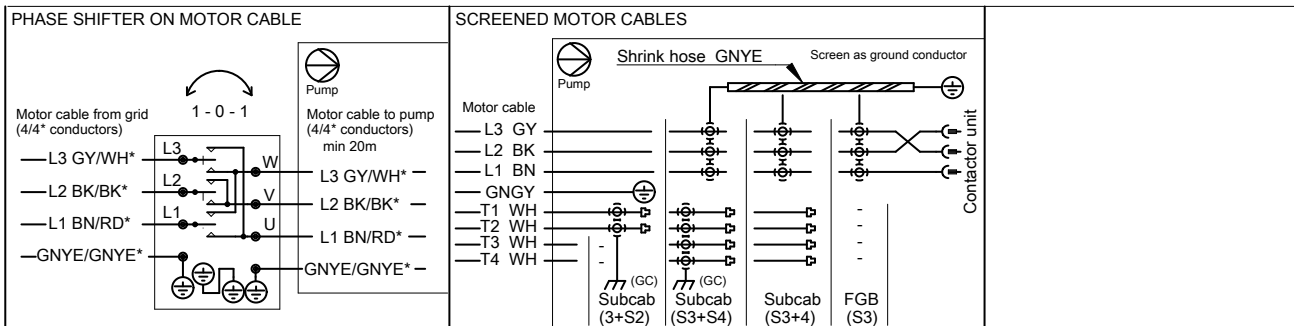 PHASE SHIFTER ON MOTOR CABLE
Pump
1 - 0 - 1
Motor cable from grid
(4/4* conductors)
Motor cable to pump
(4/4* conductors)
min 20m
L3 GY/WH*
L3
W
L3 GY/WH*
L2 BK/BK*
L2
V
L2 BK/BK*
L1 BN/RD*
L1
U
L1 BN/RD*
GNYE/GNYE*
GNYE/GNYE*
SCREENED MOTOR CABLES
Pump
Shrink hose GNYE
Screen as ground conductor
Motor cable
L3 GY
L2 BK
L1 BN
GNGY
T1 WH
T2 WH
T3 WH
T4 WH
-
-
-
-
-
-
Contactor unit
(GC)
(GC)
Subcab
(3+S2)
Subcab
(S3+S4)
Subcab
(S3+4)
FGB
(S3)